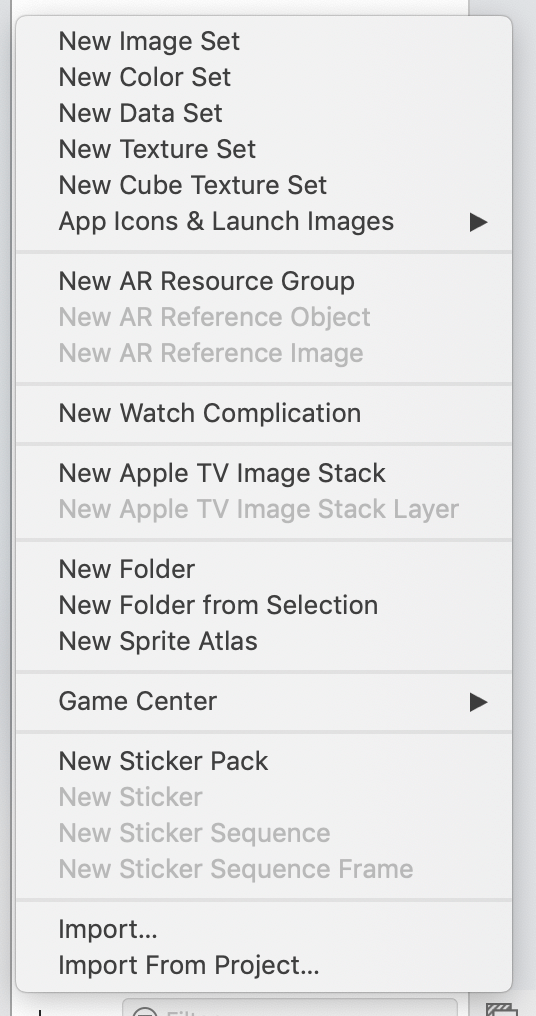 New Image Set
New Color Set
New Data Set
New Texture Set
New Cube Texture Set
App Icons & Launch Images
New AR Resource Group
New AR Reference Object
New AR Reference Image
New Watch Complication
New Apple TV Image Stack
New Apple TV Image Stack Layer
New Folder
New Folder from Selection
New Sprite Atlas
Game Center
New Sticker Pack
New Sticker
New Sticker Sequence
New Sticker Sequence Frame
Import...
Import From Project...